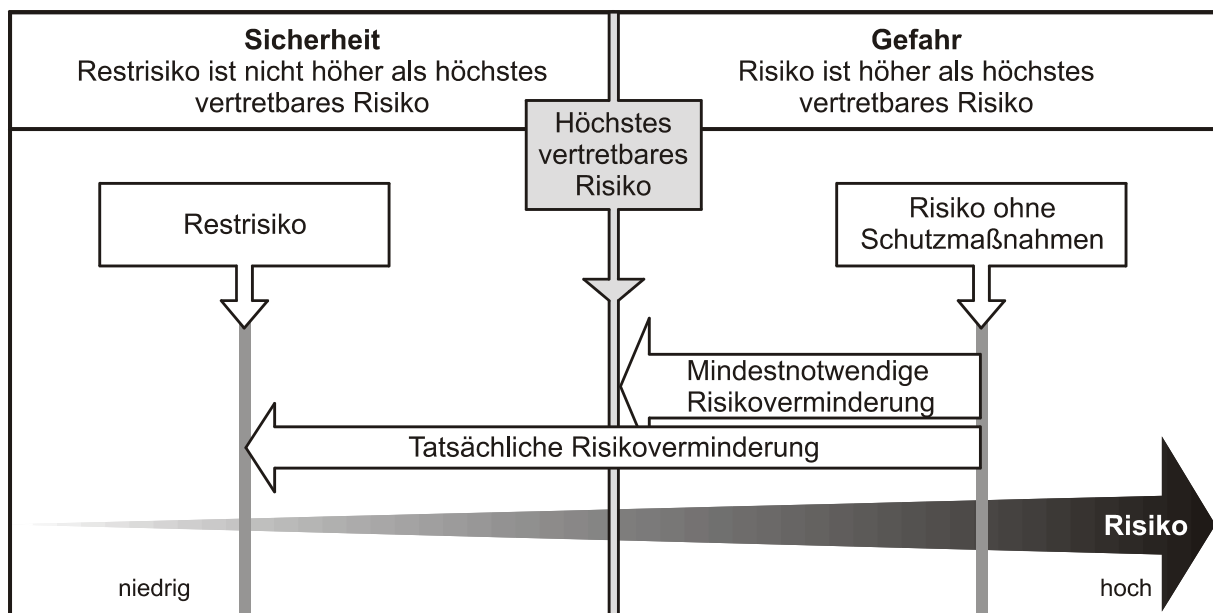 Sicherheit
Restrisiko ist nicht höher als höchstes
vertretbares Risiko
Gefahr
Risiko ist höher als höchstes
vertretbares Risiko
Höchstes
vertretbares
Risiko
Restrisiko
Risiko ohne
Schutzmaßnahmen
Mindestnotwendige
Risikoverminderung
Tatsächliche Risikoverminderung
Risiko
niedrig
hoch